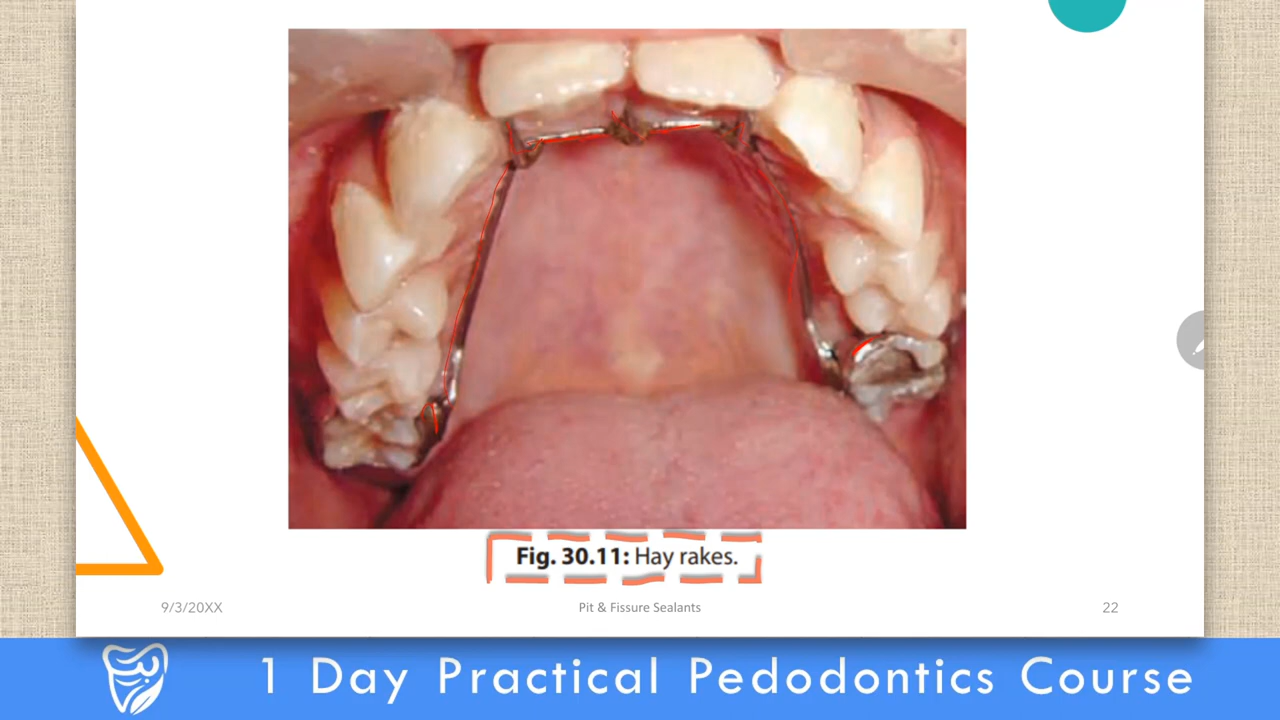 Fig. 30.11: Hay rakes.
9/3/20XX
Pit & Fissure Sealants
22
1 Day Practical Pedodontics Course